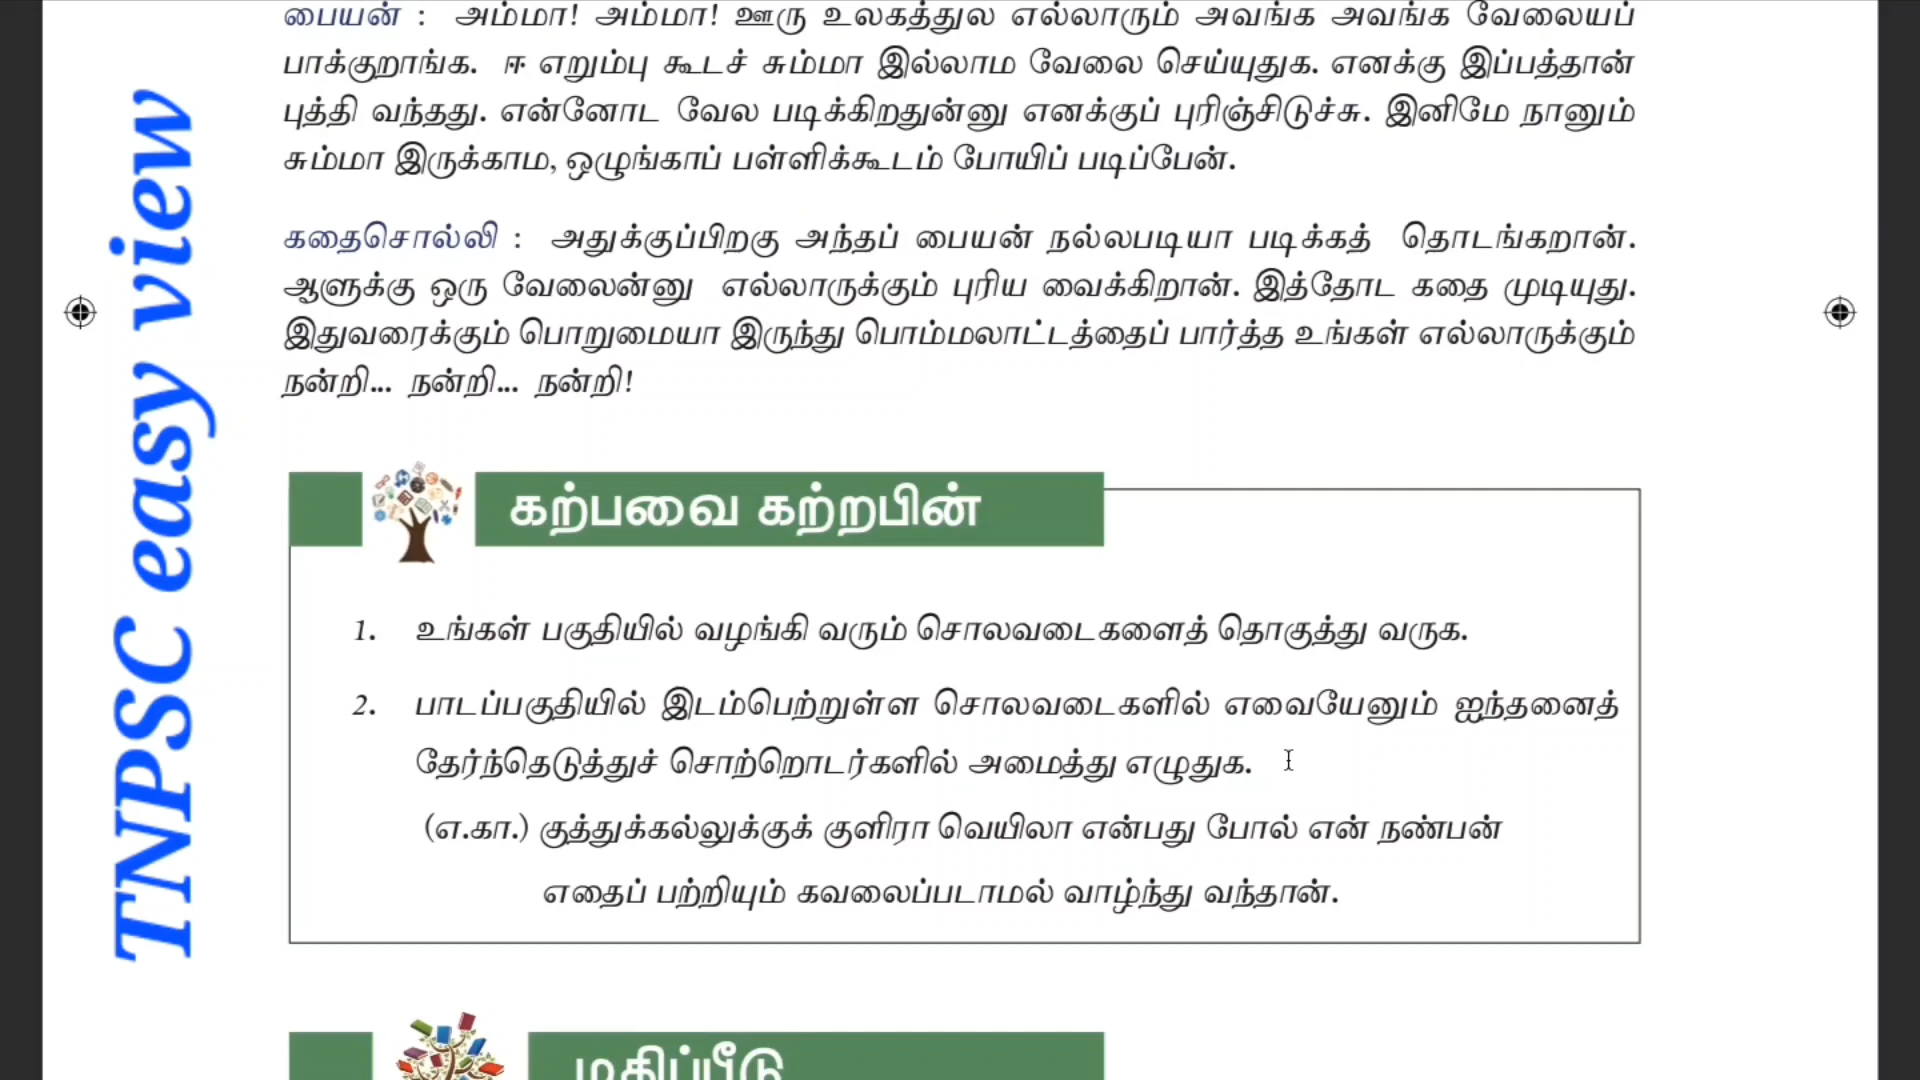 பையன் : அம்மா! அம்மா! ஊரு உலகத்துல எல்லாரும் அவங்க அவங்க வேலையப்
பாக்குறாங்க. ஈ எறும்பு கூடச் சும்மா இல்லாம வேலை செய்யுதுக. எனக்கு இப்பத்தான்
புத்தி வந்தது. என்னோட வேல படிக்கிறதுன்னு எனக்குப் புரிஞ்சிடுச்சு. இனிமே நானும்
சும்மா இருக்காம, ஒழுங்காப் பள்ளிக்கூடம் போயிப் படிப்பேன்.
கதைசொல்லி : அதுக்குப்பிறகு அந்தப் பையன் நல்லபடியா படிக்கத் தொடங்கறான்.
ஆளுக்கு ஒரு வேலைன்னு எல்லாருக்கும் புரிய வைக்கிறான். இத்தோட கதை முடியுது.
இதுவரைக்கும் பொறுமையா இருந்து பொம்மலாட்டத்தைப் பார்த்த உங்கள் எல்லாருக்கும்
நன்றி... நன்றி... நன்றி!
TNPSC easy view
கற்பவை கற்றபின்
1. உங்கள் பகுதியில் வழங்கி வரும் சொலவடைகளைத் தொகுத்து வருக.
2. பாடப்பகுதியில் இடம்பெற்றுள்ள சொலவடைகளில் எவையேனும் ஐந்தனைத்
தேர்ந்தெடுத்துச் சொற்றொடர்களில் அமைத்து எழுதுக.
(எ.கா.) குத்துக்கல்லுக்குக் குளிரா வெயிலா என்பது போல் என் நண்பன்
எதைப் பற்றியும் கவலைப்படாமல் வாழ்ந்து வந்தான்.
மதிப்பீடு